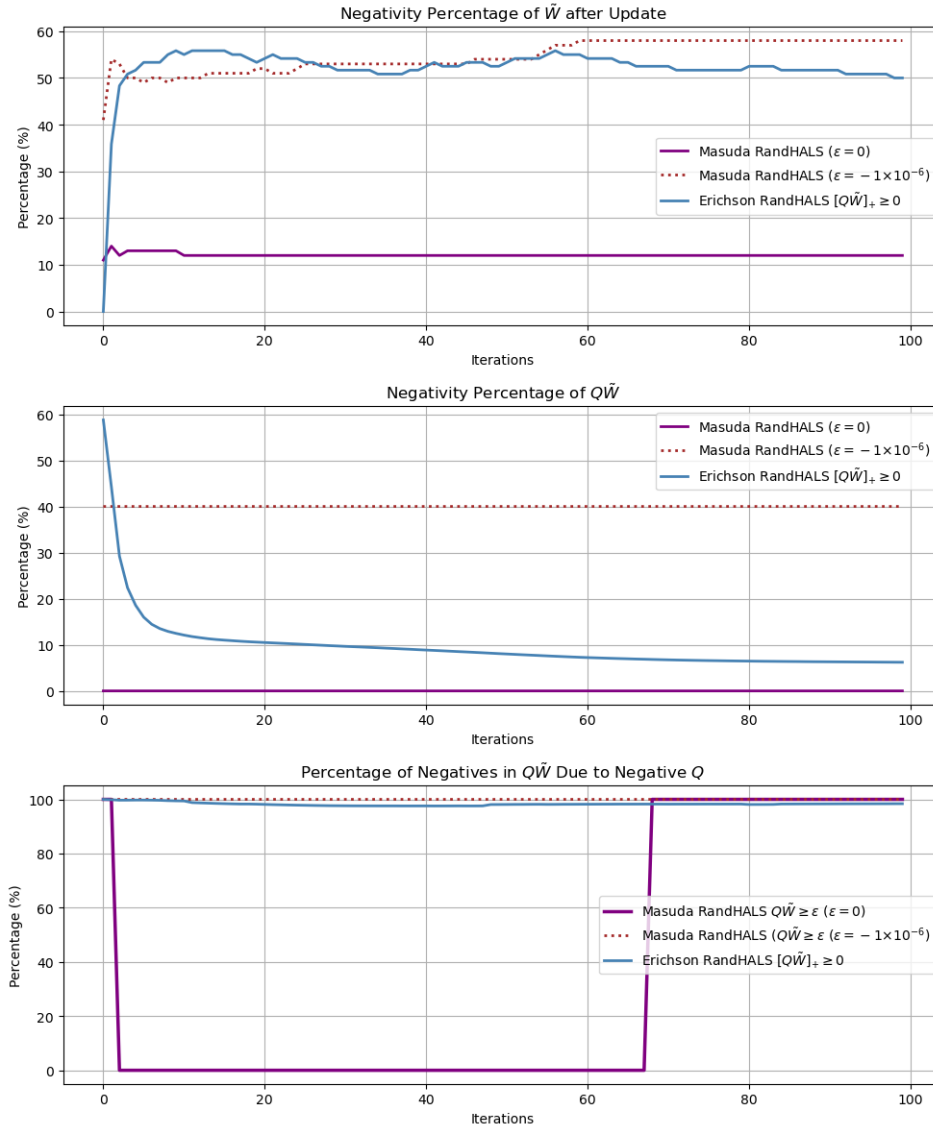 Negativity Percentage of W̃ after Update
60
50
40
30
20
10
0
Percentage (%)
Masuda RandHALS (ε = 0)
Masuda RandHALS (ε = −1×10⁻⁶)
Erichson RandHALS [QW̃]₊ ≥ 0
0 20 40 60 80 100
Iterations
Negativity Percentage of QW̃
60
50
40
30
20
10
0
Percentage (%)
Masuda RandHALS (ε = 0)
Masuda RandHALS (ε = −1×10⁻⁶)
Erichson RandHALS [QW̃]₊ ≥ 0
0 20 40 60 80 100
Iterations
Percentage of Negatives in QW̃ Due to Negative Q
100
80
60
40
20
0
Percentage (%)
Masuda RandHALS QW̃ ≥ ε (ε = 0)
Masuda RandHALS (QW̃ ≥ ε (ε = −1×10⁻⁶)
Erichson RandHALS [QW̃]₊ ≥ 0
0 20 40 60 80 100
Iterations